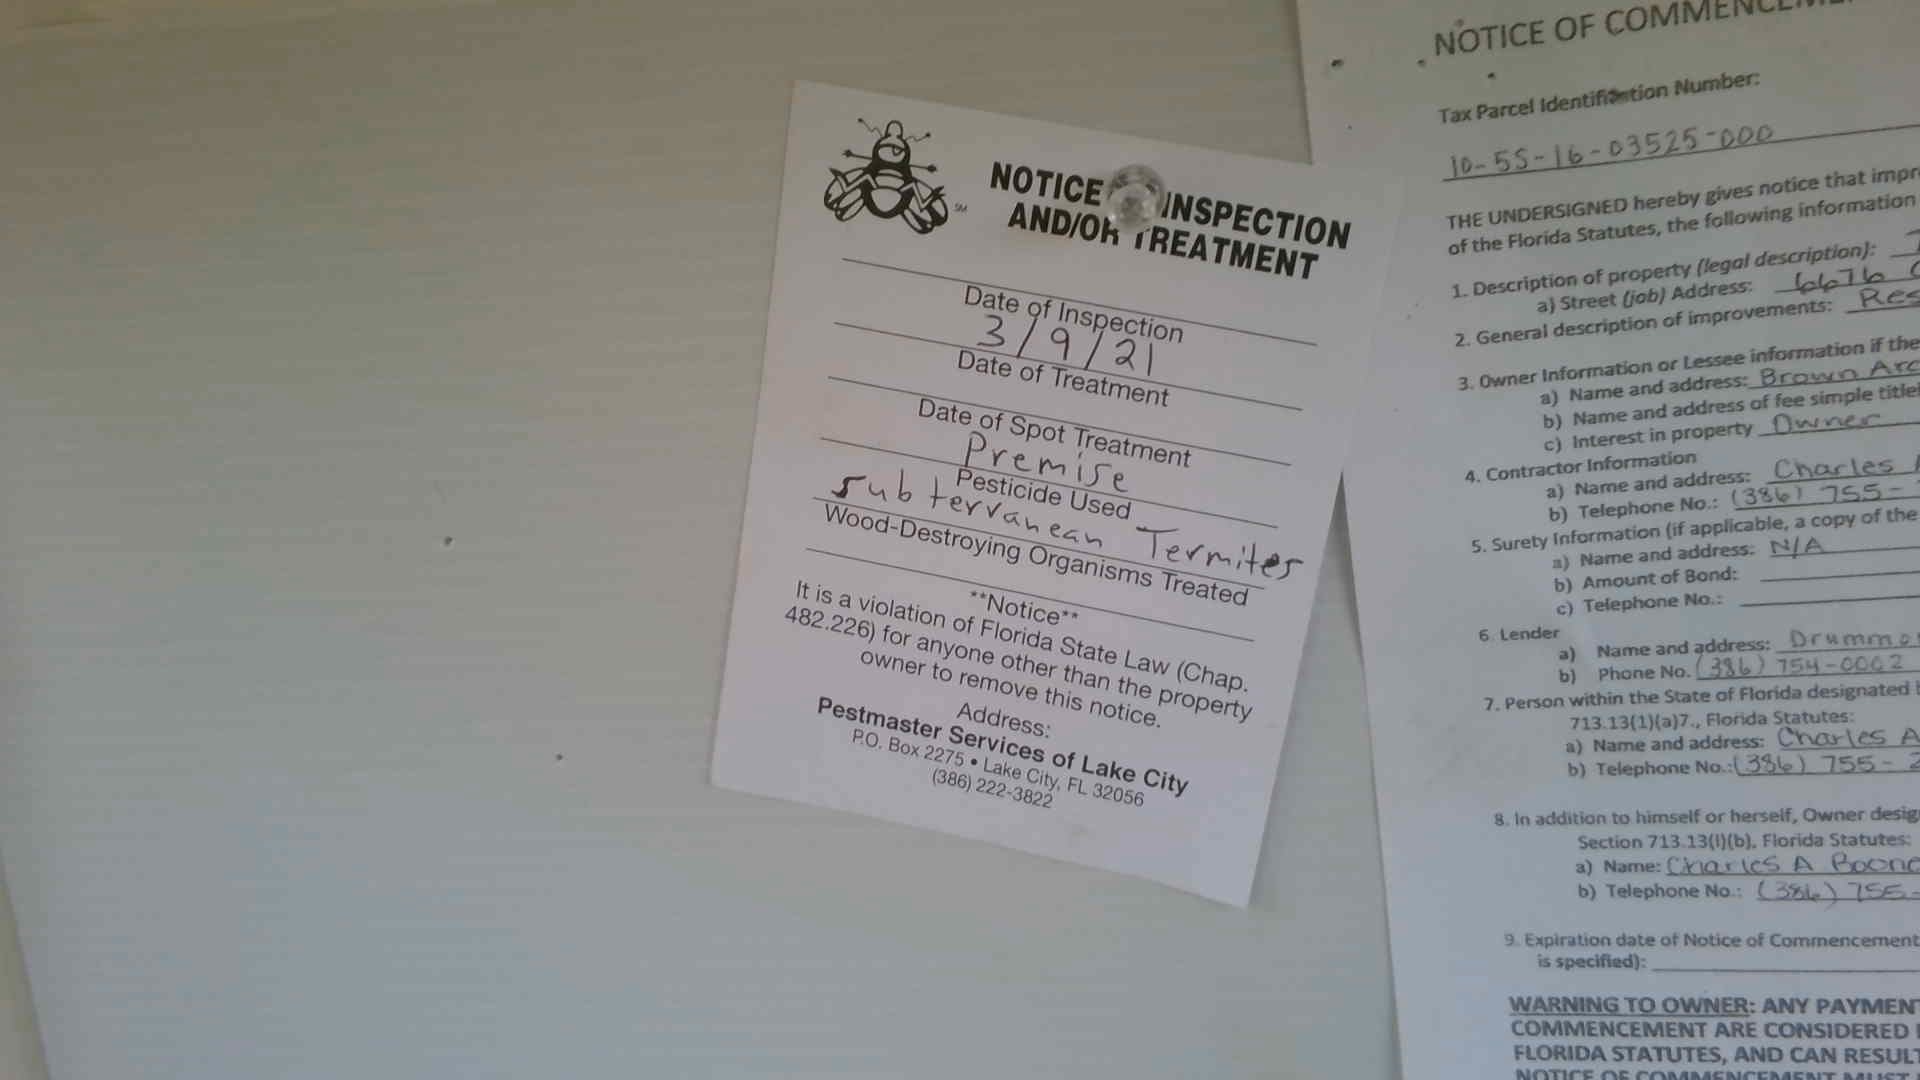 NOTICE INSPECTION
AND/OR TREATMENT
Date of Inspection
3/9/21
Date of Treatment
Date of Spot Treatment
Premise
Pesticide Used
Subterranean Termites
Wood-Destroying Organisms Treated
**Notice**
It is a violation of Florida State Law (Chap.
482.226) for anyone other than the property
owner to remove this notice.
Address:
Pestmaster Services of Lake City
P.O. Box 2275 • Lake City, FL 32056
(386) 222-3822
SM
NOTICE OF
Tax Parcel Identification Number:
10-5S-16-03525-000
THE UNDERSIGNED hereby gives notice that
of the Florida Statutes, the following information
1. Description of property (legal description):
a) Street (job) Address: 6676
2. General description of improvements:
3. Owner Information or Lessee information if the
a) Name and address: Brown
b) Name and address of fee simple
c) Interest in property Owner
4. Contractor Information
a) Name and address: Charles
b) Telephone No.: (386) 755-
5. Surety Information (if applicable, a copy of the
a) Name and address: N/A
b) Amount of Bond:
c) Telephone No.:
6. Lender
a) Name and address:
b) Phone No. (386) 754-0002
7. Person within the State of Florida designated
713.13(1)(a)7., Florida Statutes:
a) Name and address: Charles A
b) Telephone No.: (386) 755-2
8. In addition to himself or herself, Owner
Section 713.13(I)(b), Florida Statutes:
a) Name: Charles A Boone
b) Telephone No.: (386) 755-
9. Expiration date of Notice of Commencement
is specified):
WARNING TO OWNER: ANY
COMMENCEMENT ARE CONSIDERED
FLORIDA STATUTES, AND CAN
NOTICE OF COMMENCEMENT MUST